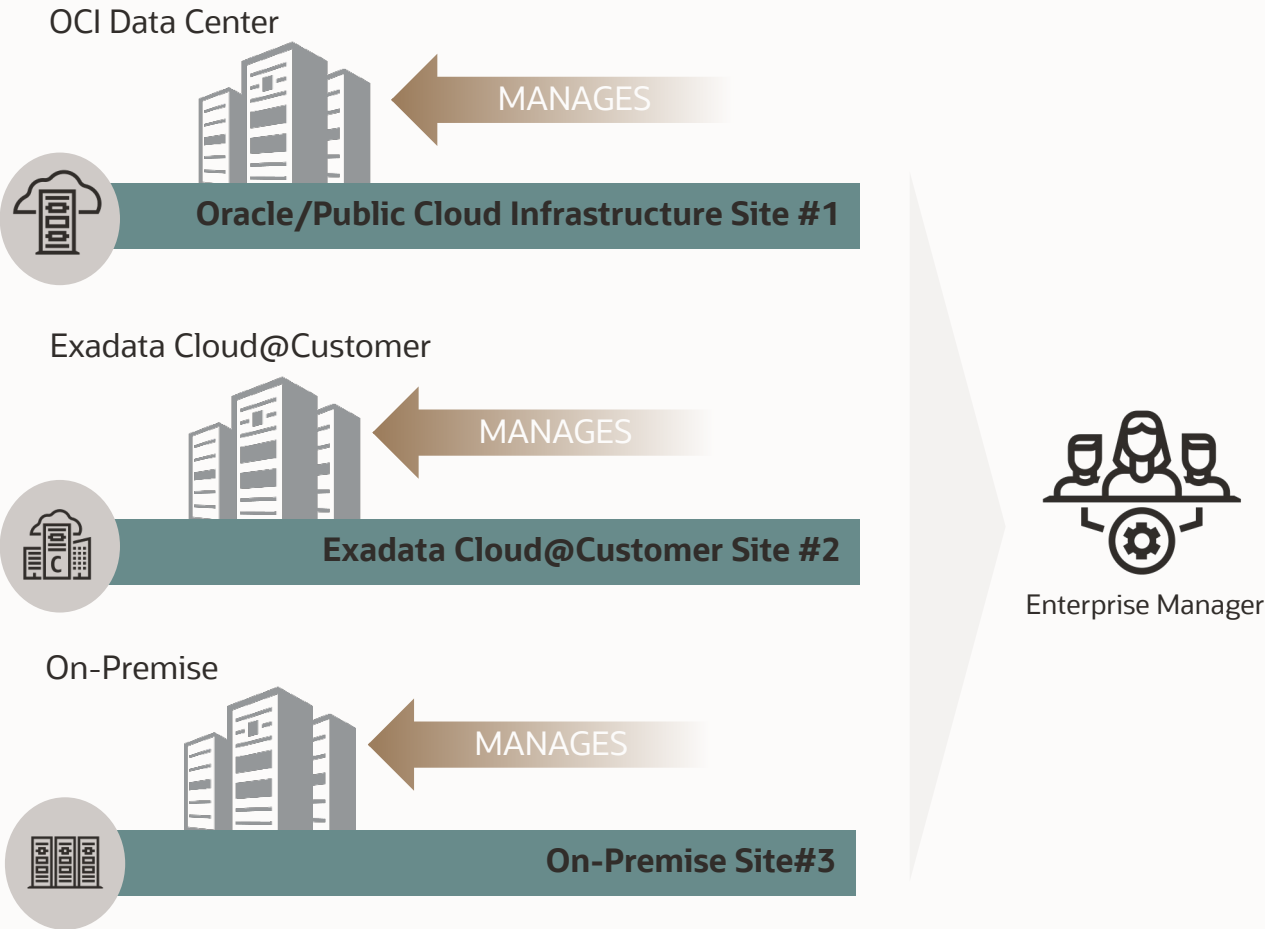 OCI Data Center
MANAGES
Oracle/Public Cloud Infrastructure Site #1
Exadata Cloud@Customer
MANAGES
C
Exadata Cloud@Customer Site #2
Enterprise Manager
On-Premise
MANAGES
On-Premise Site#3